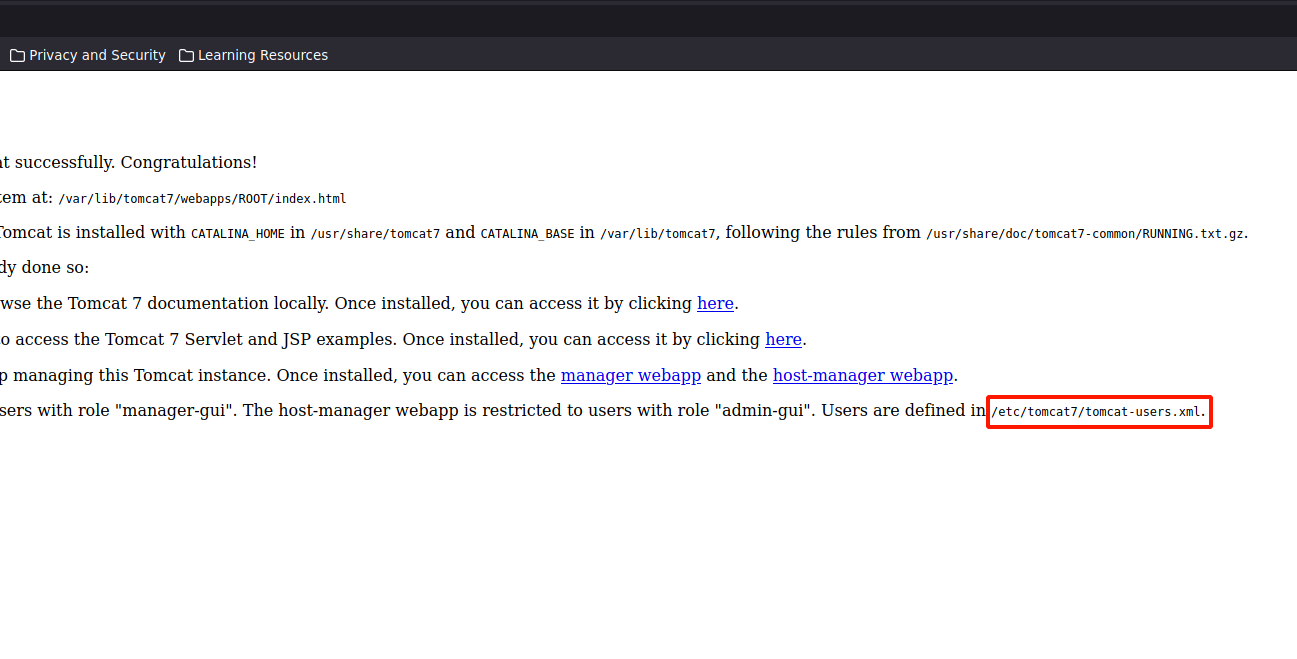 Privacy and Security Learning Resources
at successfully. Congratulations!
tem at: /var/lib/tomcat7/webapps/ROOT/index.html
Tomcat is installed with CATALINA_HOME in /usr/share/tomcat7 and CATALINA_BASE in /var/lib/tomcat7, following the rules from /usr/share/doc/tomcat7-common/RUNNING.txt.gz.
dy done so:
wse the Tomcat 7 documentation locally. Once installed, you can access it by clicking here.
o access the Tomcat 7 Servlet and JSP examples. Once installed, you can access it by clicking here.
p managing this Tomcat instance. Once installed, you can access the manager webapp and the host-manager webapp.
sers with role "manager-gui". The host-manager webapp is restricted to users with role "admin-gui". Users are defined in /etc/tomcat7/tomcat-users.xml.